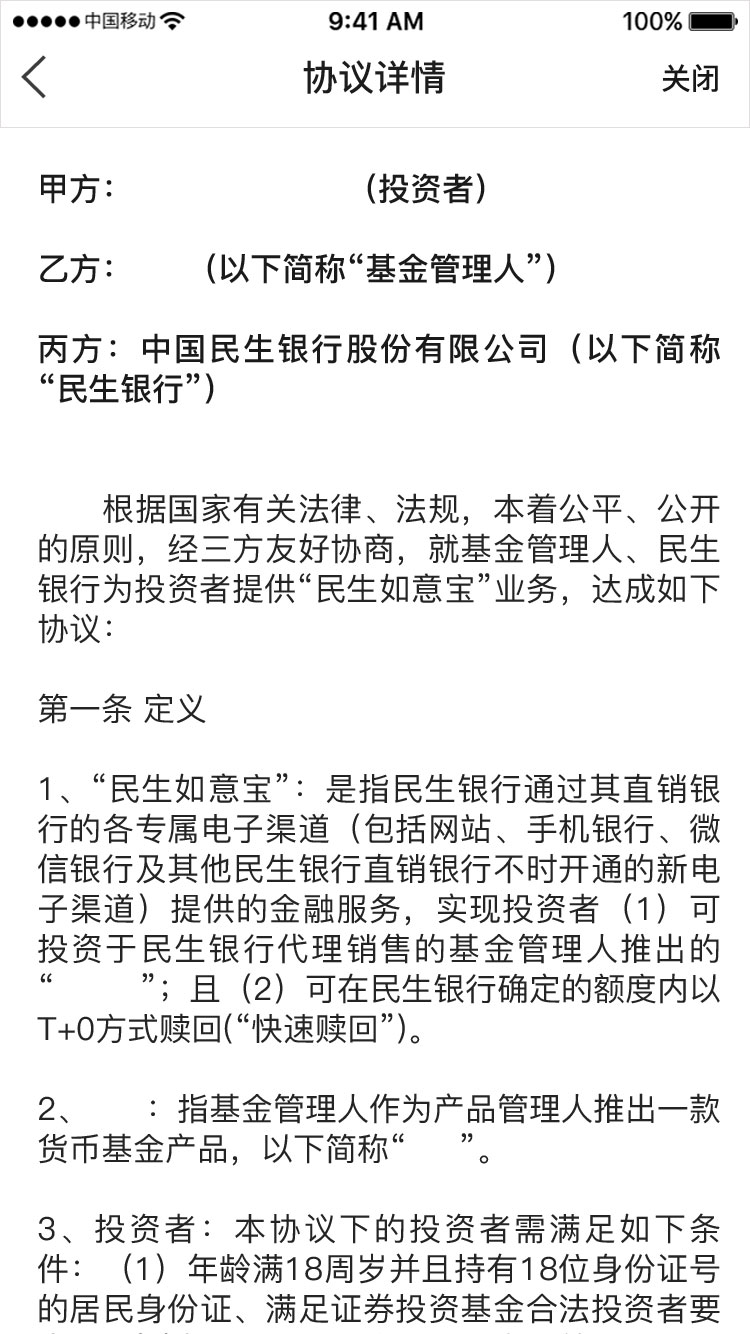 中国移动 9:41 AM 100%
协议详情 关闭
甲方： （投资者）
乙方： （以下简称“基金管理人”）
丙方：中国民生银行股份有限公司（以下简称
“民生银行”）
根据国家有关法律、法规，本着公平、公开
的原则，经三方友好协商，就基金管理人、民生
银行为投资者提供“民生如意宝”业务，达成如下
协议：
第一条 定义
1、“民生如意宝”：是指民生银行通过其直销银
行的各专属电子渠道（包括网站、手机银行、微
信银行及其他民生银行直销银行不时开通的新电
子渠道）提供的金融服务，实现投资者（1）可
投资于民生银行代理销售的基金管理人推出的
“ ”；且（2）可在民生银行确定的额度内以
T+0方式赎回(“快速赎回”)。
2、 ：指基金管理人作为产品管理人推出一款
货币基金产品，以下简称“ ”。
3、投资者：本协议下的投资者需满足如下条
件：（1）年龄满18周岁并且持有18位身份证号
的居民身份证、满足证券投资基金合法投资者要